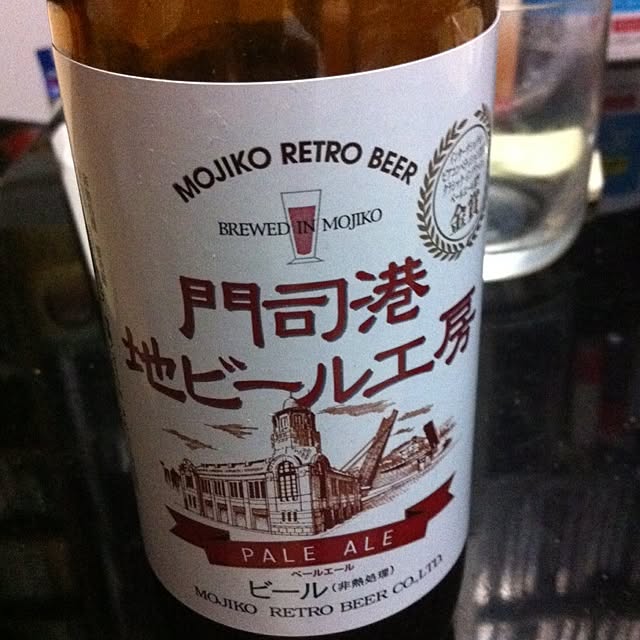 MOJIKO RETRO BEER
BREWED IN MOJIKO
金賞
門司港
地ビール工房
PALE ALE
ペールエール
ビール(非熱処理)
MOJIKO RETRO BEER CO.,LTD.